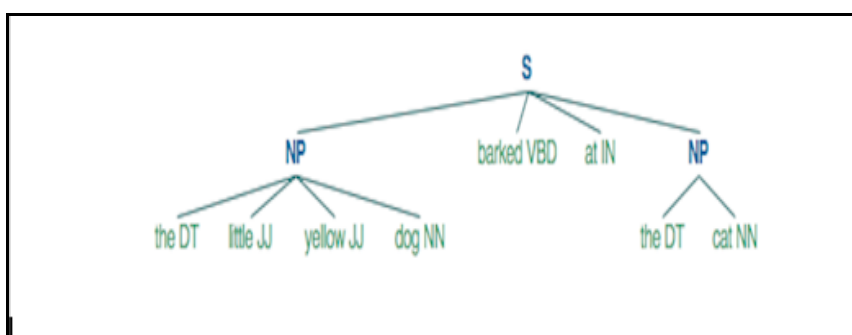 S
NP barked VBD at IN NP
the DT little JJ yellow JJ dog NN the DT cat NN